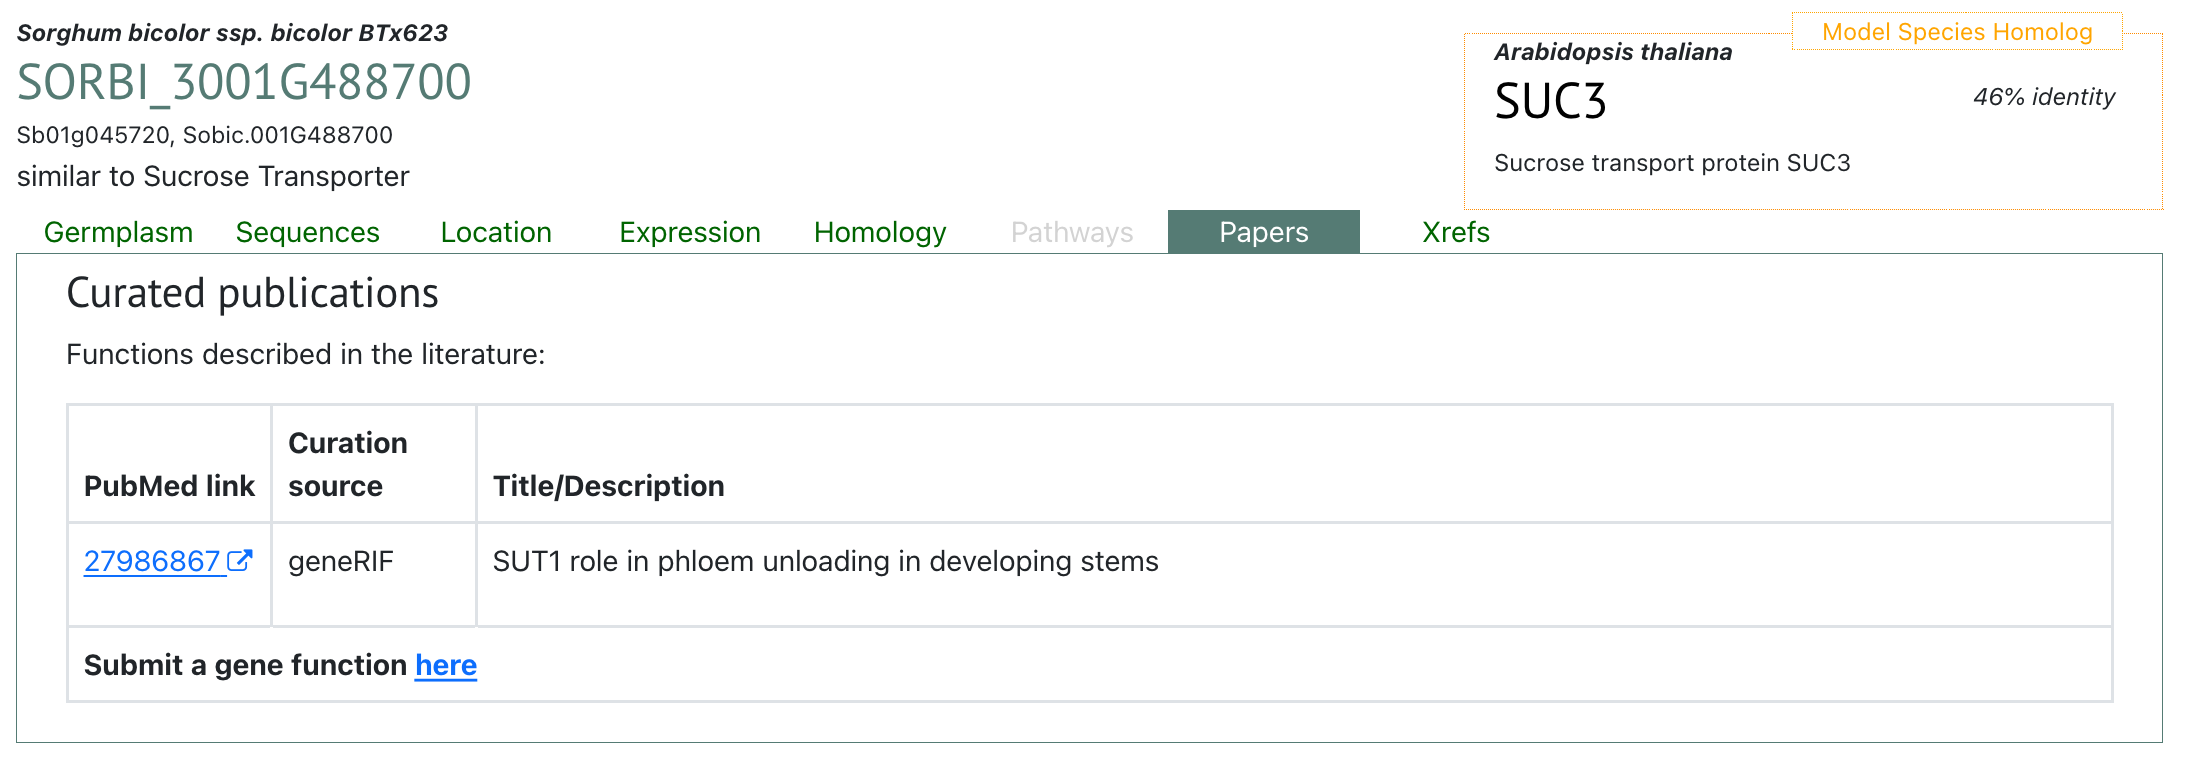 Sorghum bicolor ssp. bicolor BTx623
SORBI_3001G488700
Sb01g045720, Sobic.001G488700
similar to Sucrose Transporter
Model Species Homolog
Arabidopsis thaliana
SUC3
46% identity
Sucrose transport protein SUC3
Germplasm Sequences Location Expression Homology Pathways Papers Xrefs
Curated publications
Functions described in the literature:
PubMed link Curation source Title/Description
27986867 geneRIF SUT1 role in phloem unloading in developing stems
Submit a gene function here